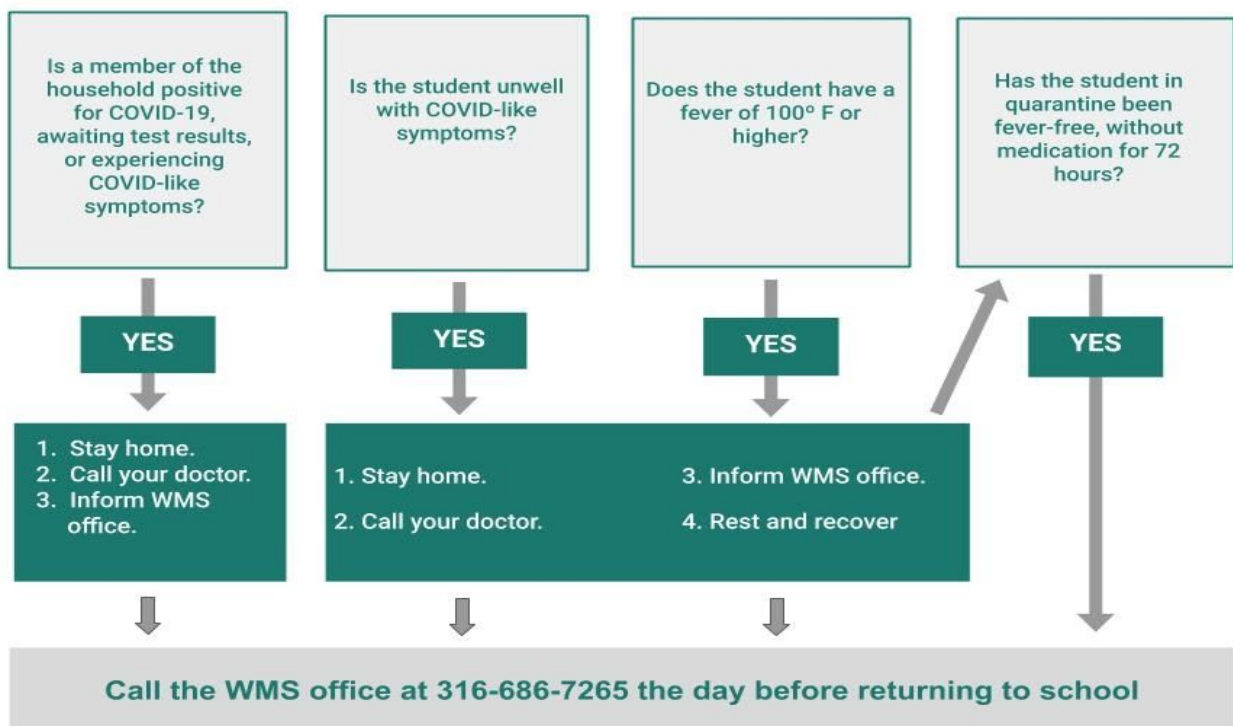 Is a member of the
household positive
for COVID-19,
awaiting test results,
or experiencing
COVID-like
symptoms?
Is the student unwell
with COVID-like
symptoms?
Does the student have a
fever of 100º F or
higher?
Has the student in
quarantine been
fever-free, without
medication for 72
hours?
YES
YES
YES
YES
1. Stay home.
2. Call your doctor.
3. Inform WMS
office.
1. Stay home.
2. Call your doctor.
3. Inform WMS office.
4. Rest and recover
Call the WMS office at 316-686-7265 the day before returning to school